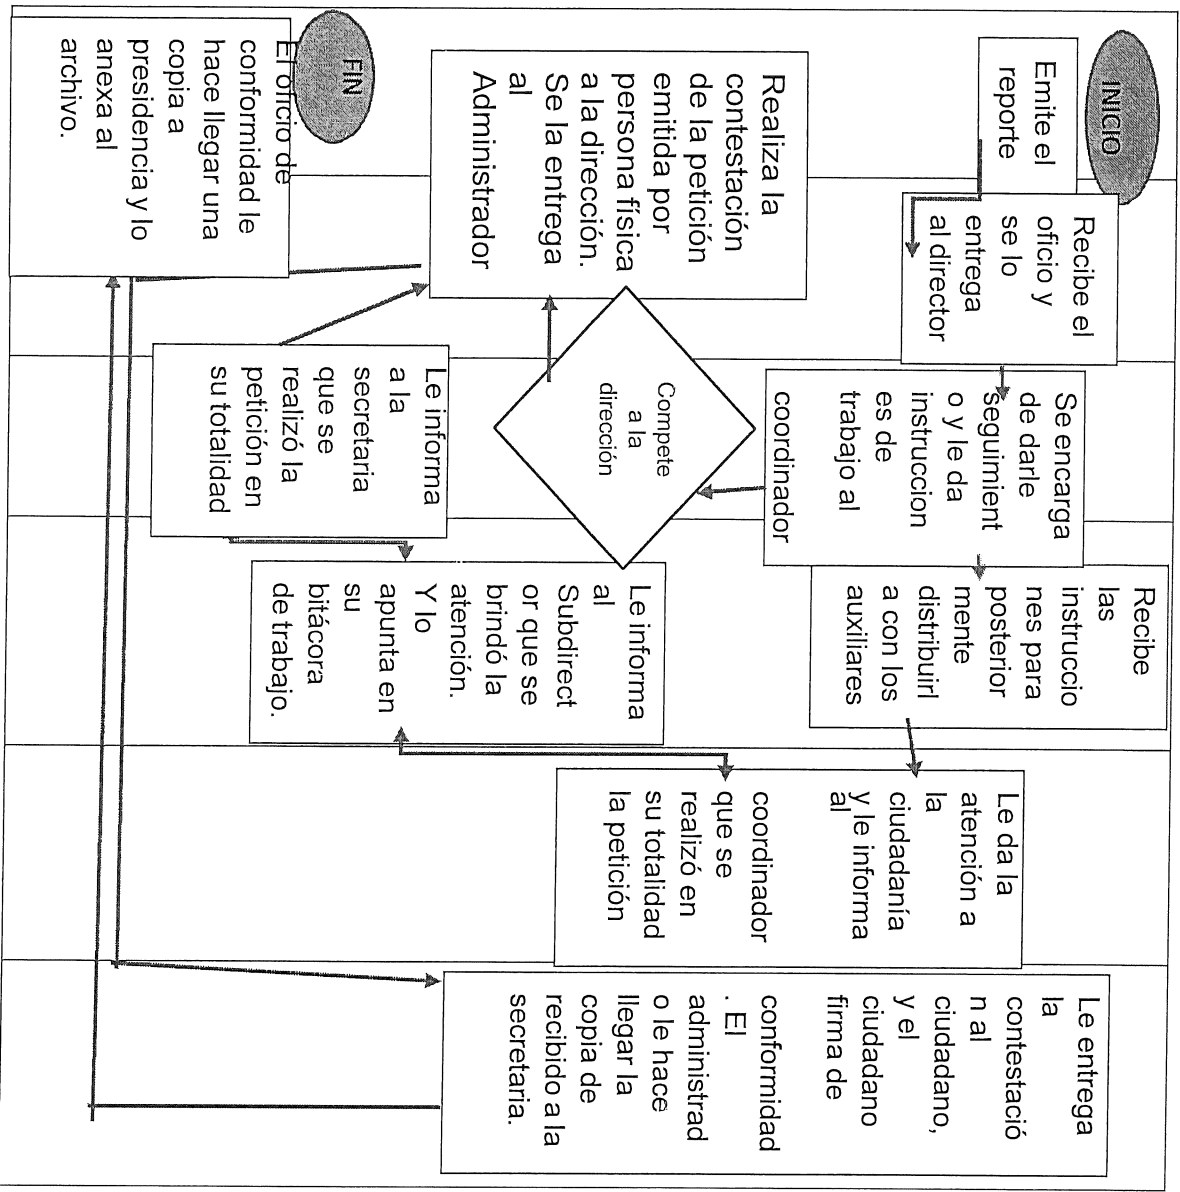 INICIO
Emite el
reporte
Recibe el
oficio y
se lo
entrega
al director
Se encarga
de darle
seguimient
o y le da
instruccion
es de
trabajo al
coordinador
Recibe
las
instruccio
nes para
posterior
mente
distribuirl
a con los
auxiliares
Le da la
atención a
la
ciudadanía
y le informa
al
coordinador
que se
realizó en
su totalidad
la petición
Le entrega
la
contestació
n al
ciudadano,
y el
ciudadano
firma de
conformidad
. El
administrad
o le hace
llegar la
copia de
recibido a la
secretaria.
Compete
a la
dirección
Realiza la
contestación
de la petición
emitida por
persona física
a la dirección.
Se la entrega
al
Administrador
Le informa
al
Subdirect
or que se
brindó la
atención.
Y lo
apunta en
su
bitácora
de trabajo.
Le informa
a la
secretaria
que se
realizó la
petición en
su totalidad
FIN
El oficio de
conformidad le
hace llegar una
copia a
presidencia y lo
anexa al
archivo.